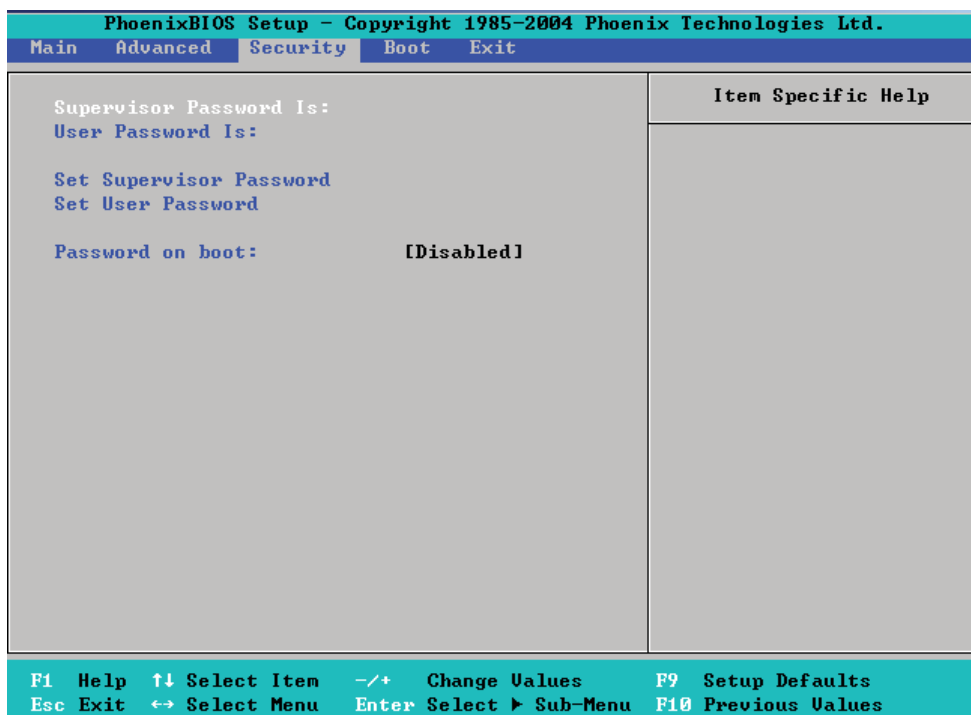 PhoenixBIOS Setup - Copyright 1985-2004 Phoenix Technologies Ltd.
Main Advanced Security Boot Exit
Item Specific Help
Supervisor Password Is:
User Password Is:
Set Supervisor Password
Set User Password
Password on boot: [Disabled]
F1 Help ↑↓ Select Item -/+ Change Values F9 Setup Defaults
Esc Exit ↔ Select Menu Enter Select ▶ Sub-Menu F10 Previous Values